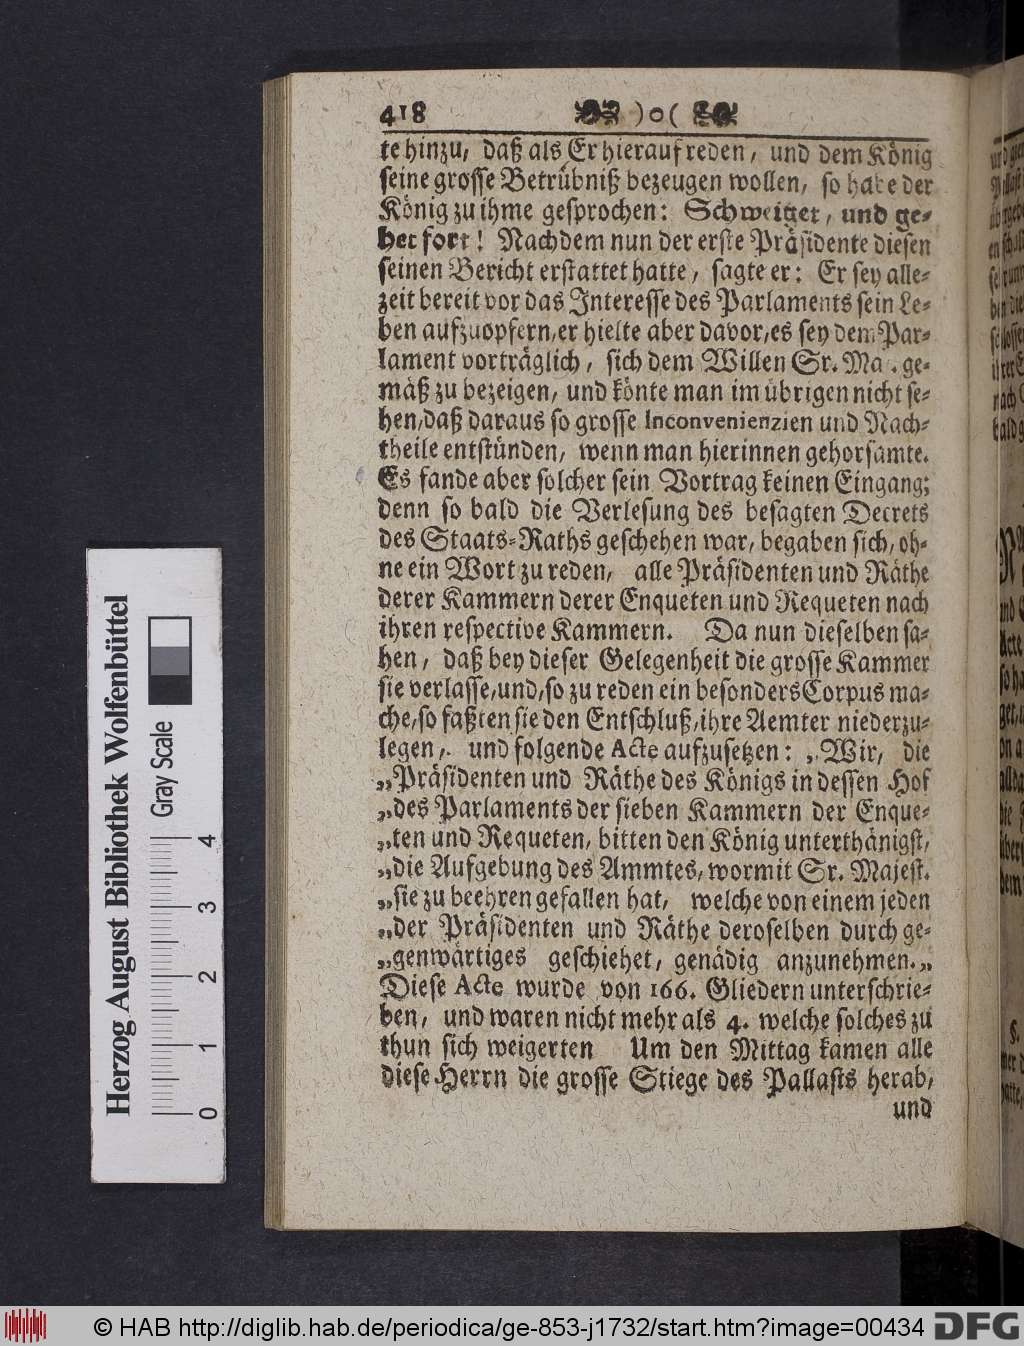 418 )o(
te hinzu, daß als Er hierauf reden, und dem König
seine grosse Betrübniß bezeugen wollen, so habe der
König zu ihme gesprochen: Schweiget, und ge-
het fort! Nachdem nun der erste Präsidente diesen
seinen Bericht erstattet hatte, sagte er: Er sey alle-
zeit bereit vor das Interesse des Parlaments sein Le-
ben aufzuopfern, er hielte aber davor, es sey dem Par-
lament vorträglich, sich dem Willen Sr. Maj. ge-
mäß zu bezeigen, und könte man im übrigen nicht se-
hen, daß daraus so grosse Inconvenienzien und Nach-
theile entstünden, wenn man hierinnen gehorsamte.
Es fande aber solcher sein Vortrag keinen Eingang;
denn so bald die Verlesung des besagten Decrets
des Staats-Raths geschehen war, begaben sich, oh-
ne ein Wort zu reden, alle Präsidenten und Räthe
derer Kammern derer Enqueten und Requeten nach
ihren respective Kammern. Da nun dieselben sa-
hen, daß bey dieser Gelegenheit die grosse Kammer
sie verlasse, und, so zu reden ein besonders Corpus ma-
che, so faßten sie den Entschluß, ihre Aemter niederzu-
legen, und folgende Acte aufzusetzen: „Wir, die
„Präsidenten und Räthe des Königs in dessen Hof
„des Parlaments der sieben Kammern der Enque-
„ten und Requeten, bitten den König unterthänigst,
„die Aufgebung des Ammtes, wormit Sr. Majest.
„sie zu beehren gefallen hat, welche von einem jeden
„der Präsidenten und Räthe deroselben durch ge-
„genwärtiges geschiehet, genädig anzunehmen.„
Diese Acte wurde von 166. Gliedern unterschrie-
ben, und waren nicht mehr als 4. welche solches zu
thun sich weigerten Um den Mittag kamen alle
diese Herrn die grosse Stiege des Pallasts herab,
und
Herzog August Bibliothek Wolfenbüttel
Gray Scale
0 1 2 3 4
© HAB http://diglib.hab.de/periodica/ge-853-j1732/start.htm?image=00434
DFG